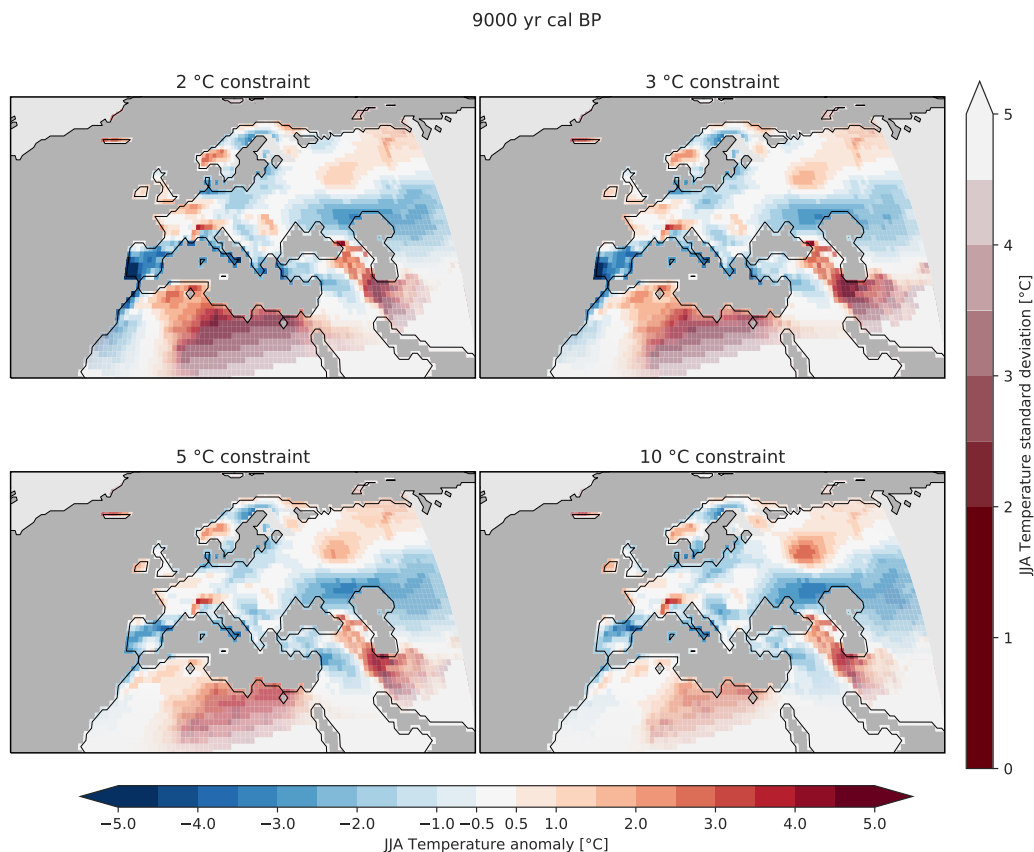 9000 yr cal BP
2 °C constraint
3 °C constraint
5 °C constraint
10 °C constraint
5
4
3
2
1
0
JJA Temperature standard deviation [°C]
−5.0 −4.0 −3.0 −2.0 −1.0 −0.5 0.5 1.0 2.0 3.0 4.0 5.0
JJA Temperature anomaly [°C]